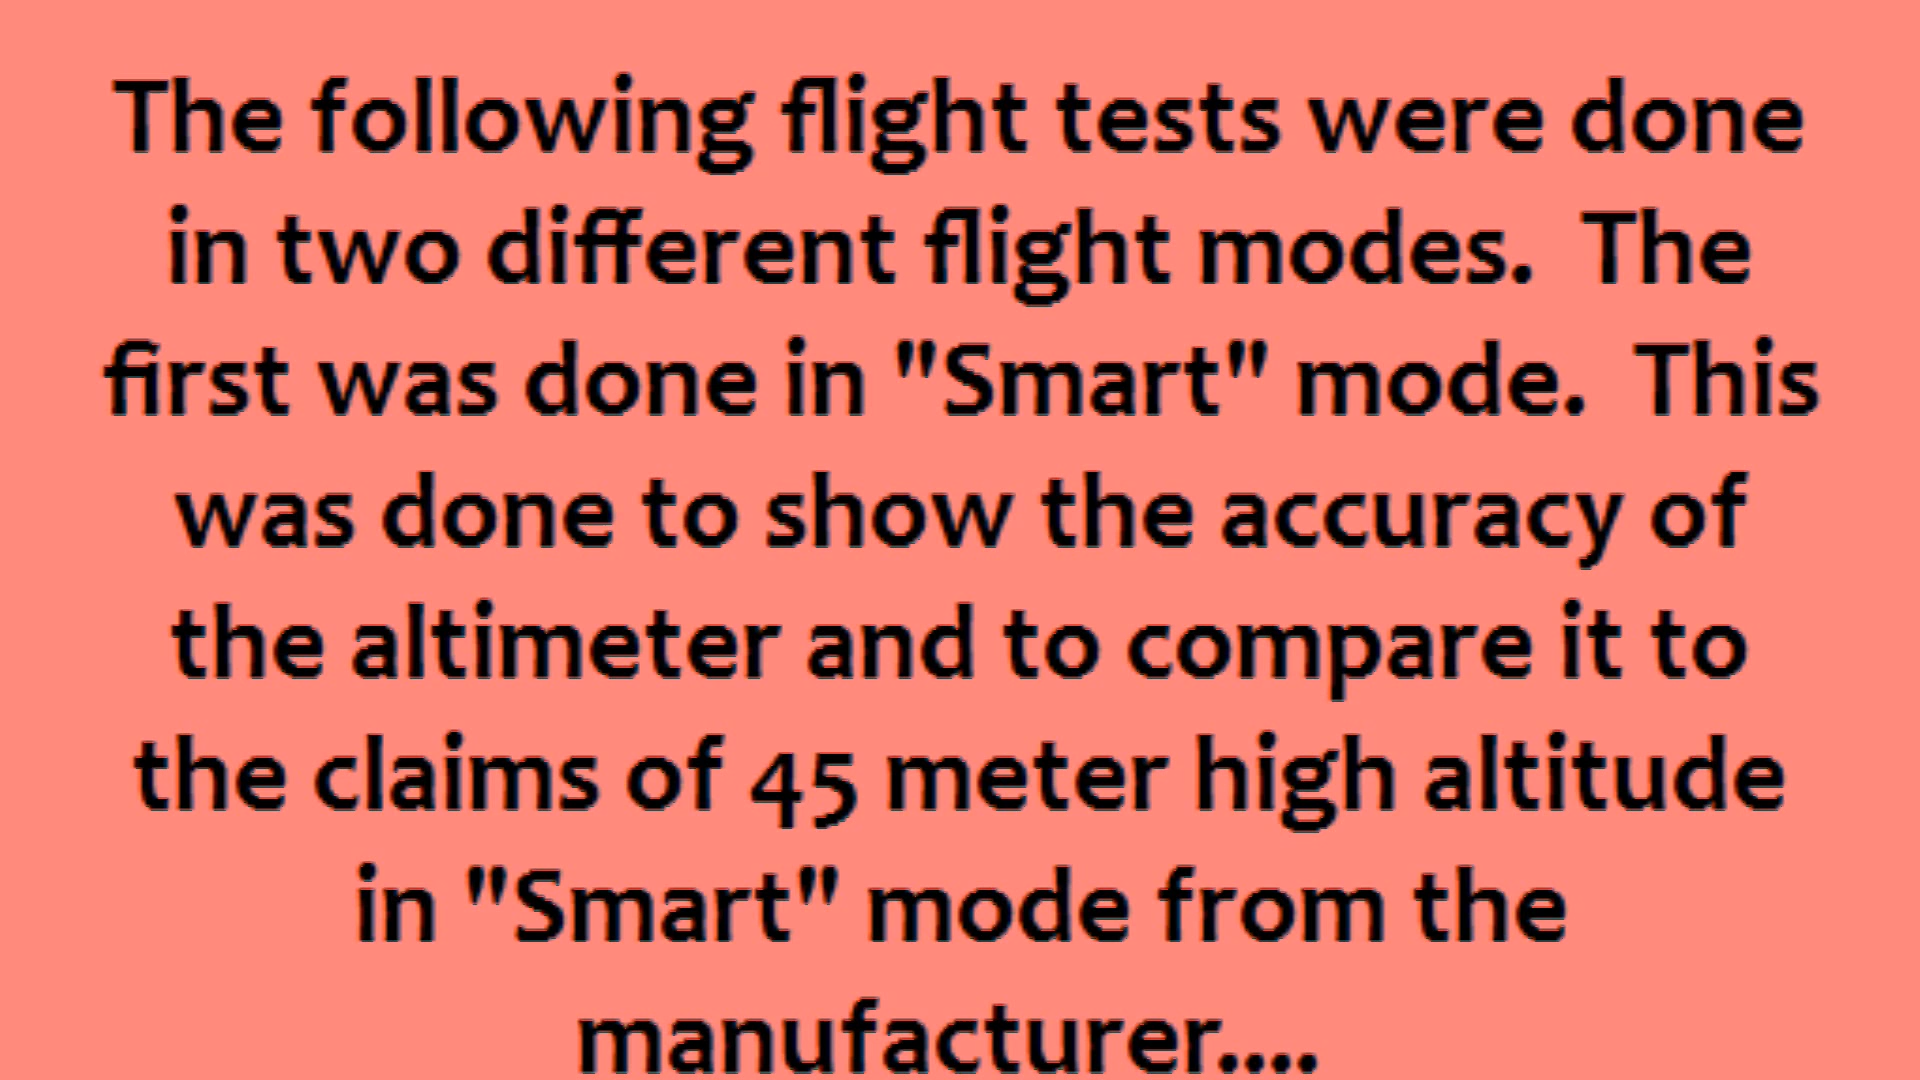 The following flight tests were done
in two different flight modes.  The
first was done in "Smart" mode.  This
was done to show the accuracy of
the altimeter and to compare it to
the claims of 45 meter high altitude
in "Smart" mode from the
manufacturer....